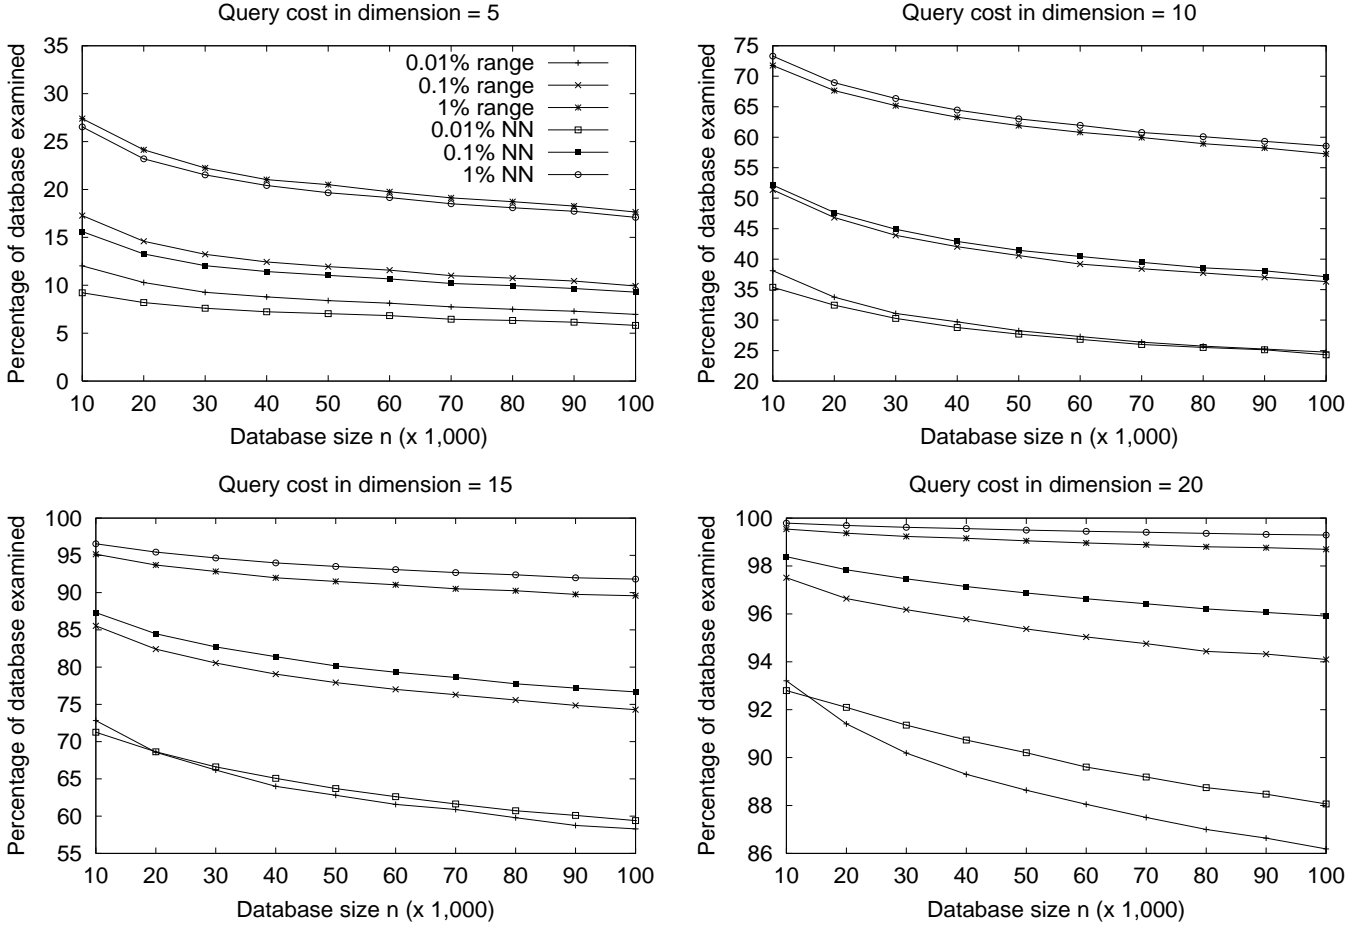 Query cost in dimension = 5
Percentage of database examined
35
30
25
20
15
10
5
0
0.01% range
0.1% range
1% range
0.01% NN
0.1% NN
1% NN
10 20 30 40 50 60 70 80 90 100
Database size n (x 1,000)
Query cost in dimension = 10
Percentage of database examined
75
70
65
60
55
50
45
40
35
30
25
20
10 20 30 40 50 60 70 80 90 100
Database size n (x 1,000)
Query cost in dimension = 15
Percentage of database examined
100
95
90
85
80
75
70
65
60
55
10 20 30 40 50 60 70 80 90 100
Database size n (x 1,000)
Query cost in dimension = 20
Percentage of database examined
100
98
96
94
92
90
88
86
10 20 30 40 50 60 70 80 90 100
Database size n (x 1,000)